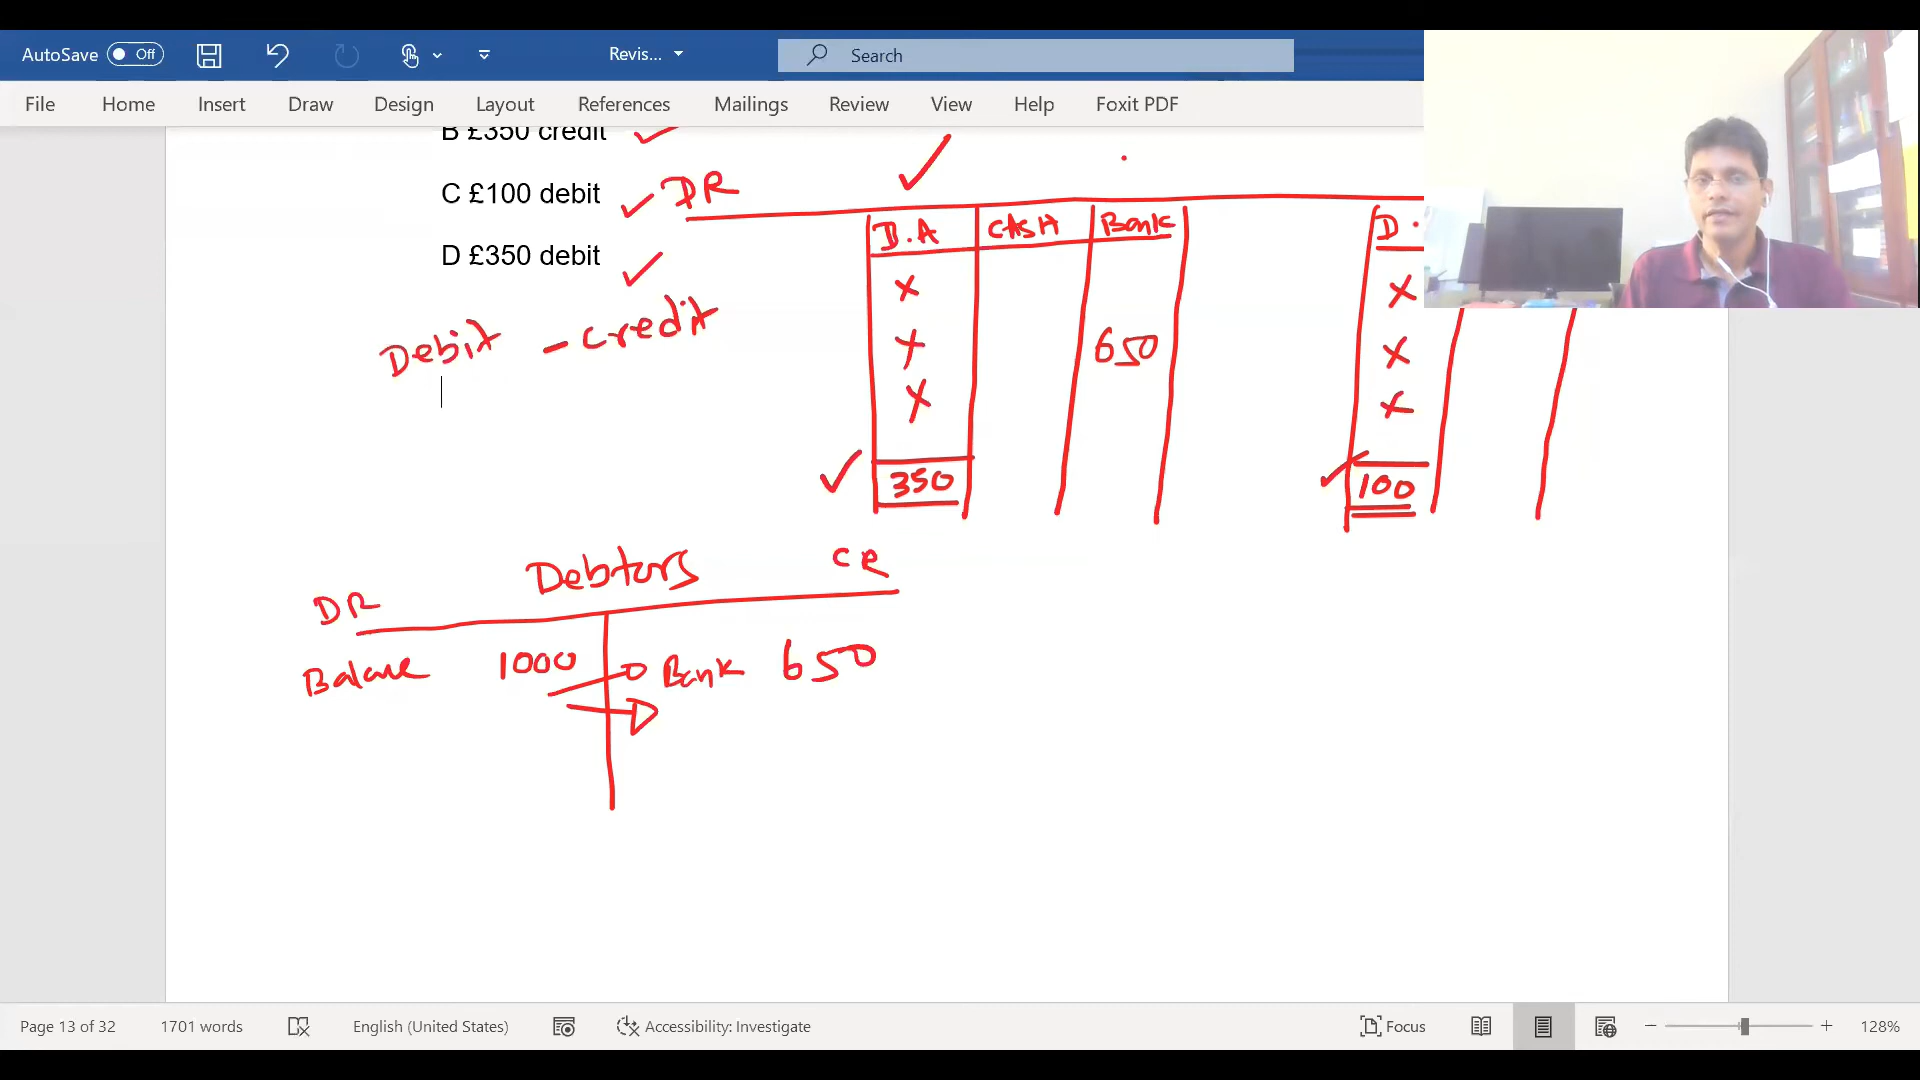 AutoSave Off Revis... Search
File Home Insert Draw Design Layout References Mailings Review View Help Foxit PDF
B £350 credit
C £100 debit
DR
D £350 debit
D.A CASH Bank D.
x x
Debit - credit
x 650 x
x x
350 100
Debtors CR
DR
Balance 1000 Bank 650
Page 13 of 32 1701 words English (United States) Accessibility: Investigate Focus 128%